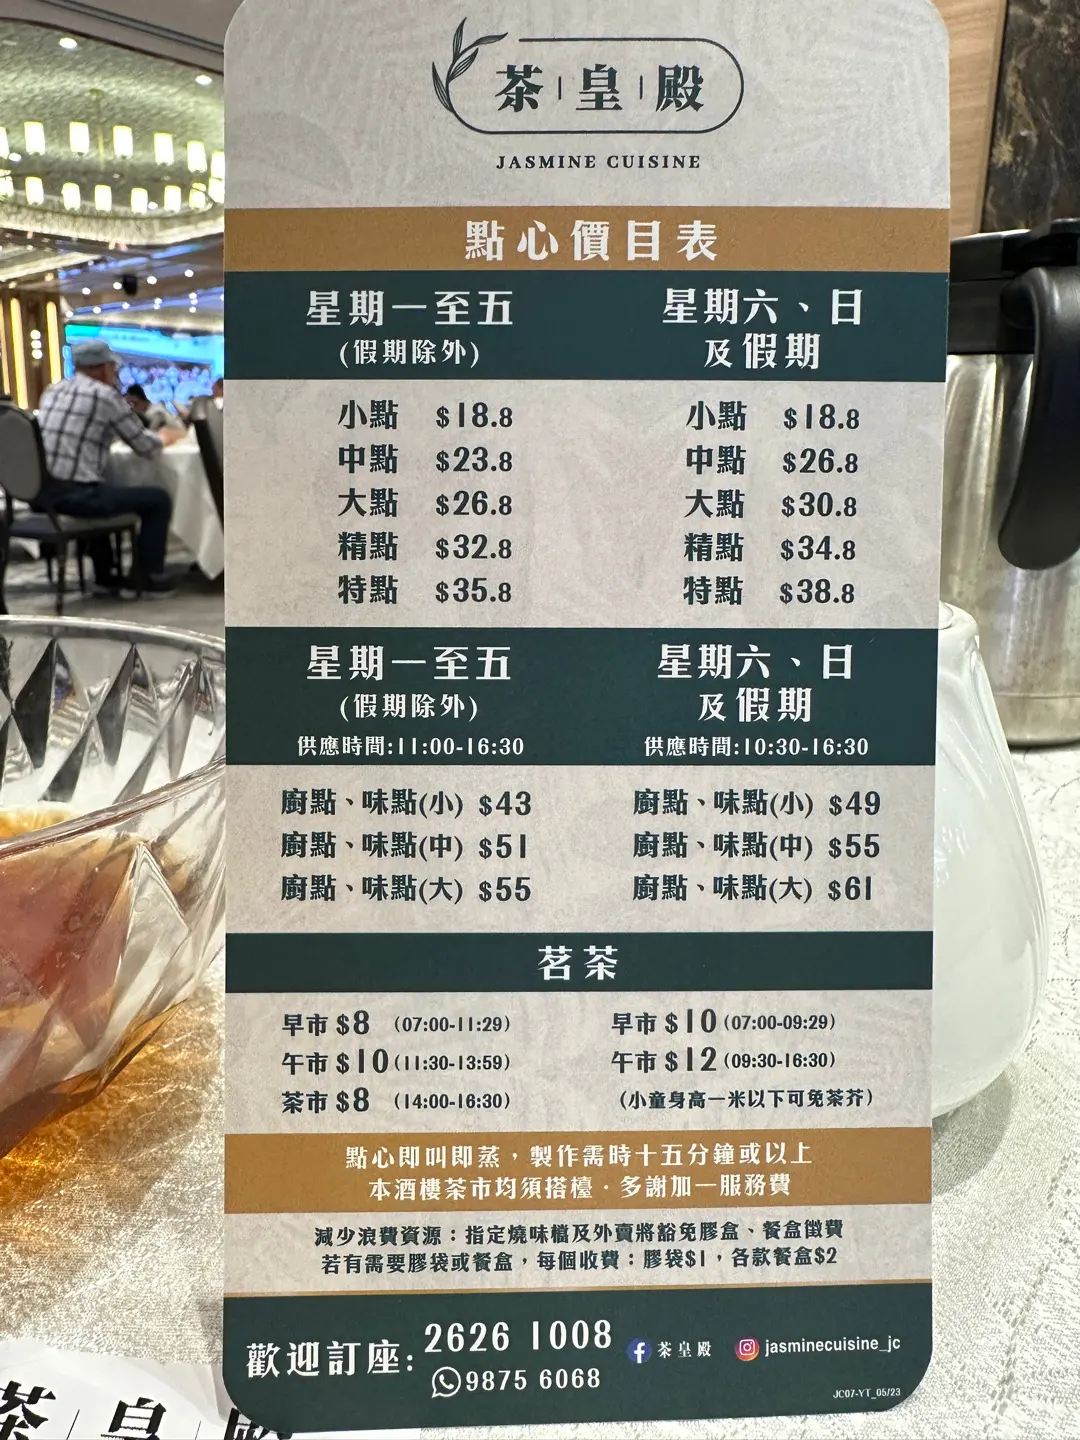 茶皇殿
JASMINE CUISINE
點心價目表
星期一至五
(假期除外)
星期六、日
及假期
小點 $18.8
中點 $23.8
大點 $26.8
精點 $32.8
特點 $35.8
小點 $18.8
中點 $26.8
大點 $30.8
精點 $34.8
特點 $38.8
星期一至五
(假期除外)
供應時間:11:00-16:30
星期六、日
及假期
供應時間:10:30-16:30
廚點、味點(小) $43
廚點、味點(中) $51
廚點、味點(大) $55
廚點、味點(小) $49
廚點、味點(中) $55
廚點、味點(大) $61
茗茶
早市 $8 (07:00-11:29)
午市 $10 (11:30-13:59)
茶市 $8 (14:00-16:30)
早市 $10 (07:00-09:29)
午市 $12 (09:30-16:30)
(小童身高一米以下可免茶芥)
點心即叫即蒸，製作需時十五分鐘或以上
本酒樓茶市均須搭檯．多謝加一服務費
減少浪費資源：指定燒味檔及外賣將豁免膠盒、餐盒徵費
若有需要膠袋或餐盒，每個收費：膠袋$1，各款餐盒$2
歡迎訂座:
2626 1008
9875 6068
茶皇殿
jasminecuisine_jc
JC07-YT_05/23
茶皇殿